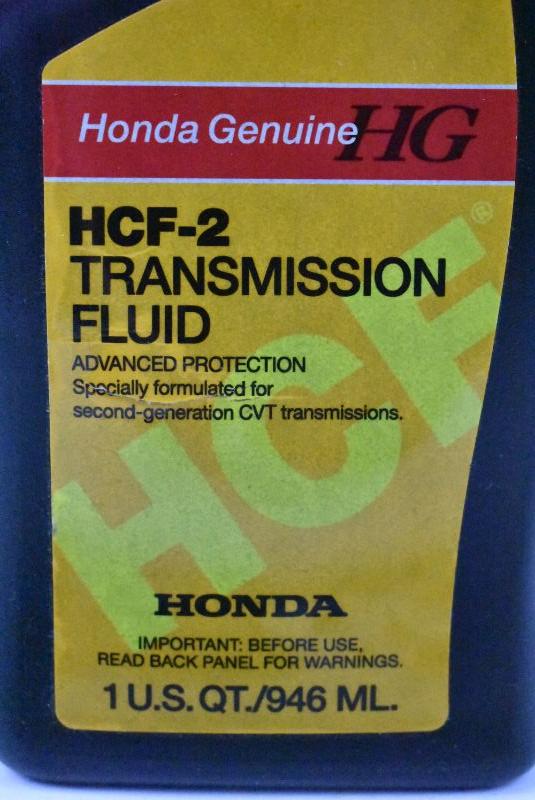 Honda Genuine HG
HCF-2
TRANSMISSION
FLUID
ADVANCED PROTECTION
Specially formulated for
second-generation CVT transmissions.
HCF®
HONDA
IMPORTANT: BEFORE USE,
READ BACK PANEL FOR WARNINGS.
1 U.S. QT./946 ML.